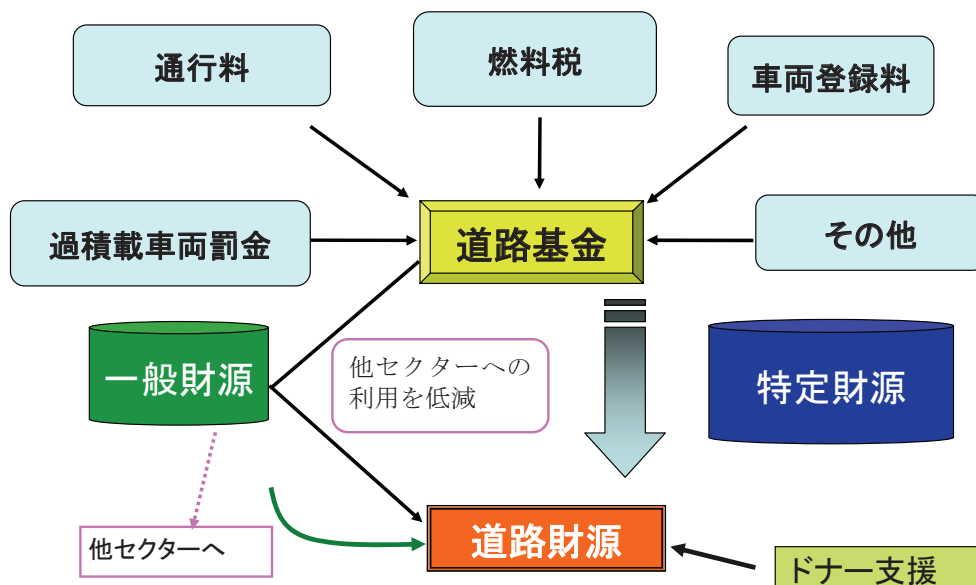 通行料
燃料税
車両登録料
過積載車両罰金
道路基金
その他
一般財源
他セクターへの
利用を低減
特定財源
他セクターへ
道路財源
ドナー支援